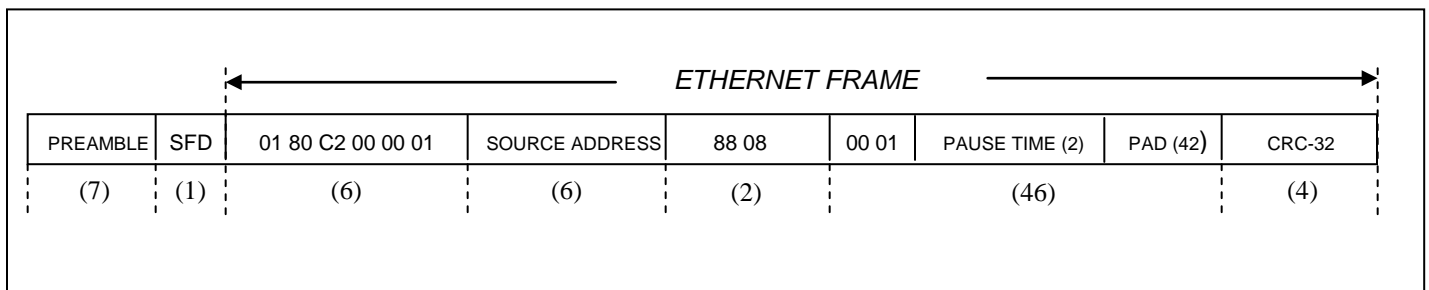 ETHERNET FRAME
PREAMBLE SFD 01 80 C2 00 00 01 SOURCE ADDRESS 88 08 00 01 PAUSE TIME (2) PAD (42) CRC-32
(7) (1) (6) (6) (2) (46) (4)